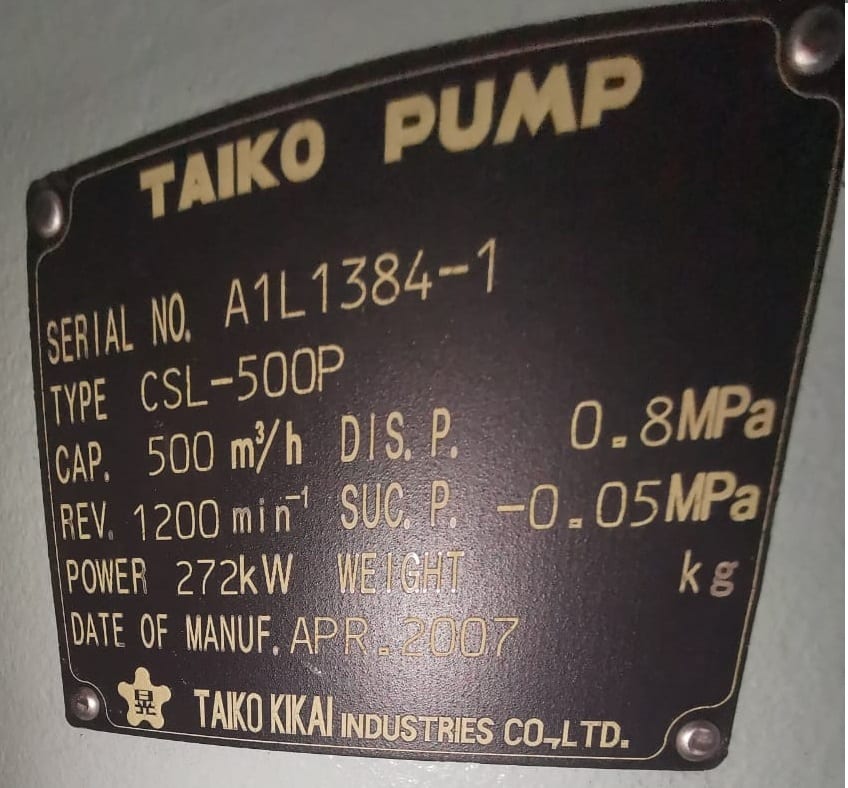 TAIKO PUMP
SERIAL NO. A1L1384-1
TYPE CSL-500P
CAP. 500 m³/h DIS. P. 0.8MPa
REV. 1200 min⁻¹ SUC. P. -0.05MPa
POWER 272kW WEIGHT kg
DATE OF MANUF. APR.2007
TAIKO KIKAI INDUSTRIES CO.,LTD.